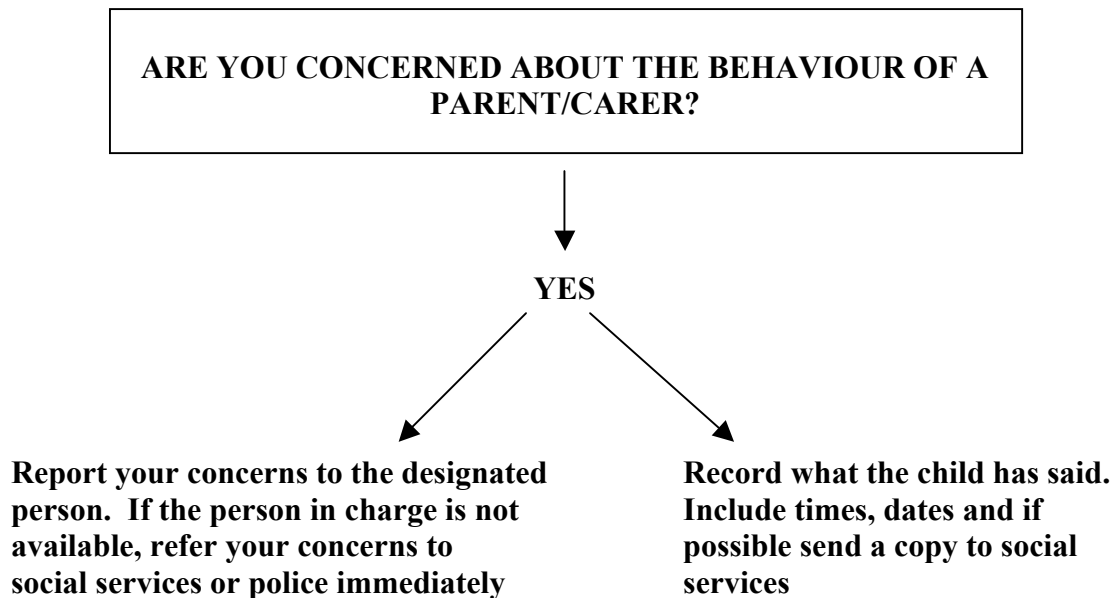 ARE YOU CONCERNED ABOUT THE BEHAVIOUR OF A
PARENT/CARER?
YES
Report your concerns to the designated
person.  If the person in charge is not
available, refer your concerns to
social services or police immediately
Record what the child has said.
Include times, dates and if
possible send a copy to social
services